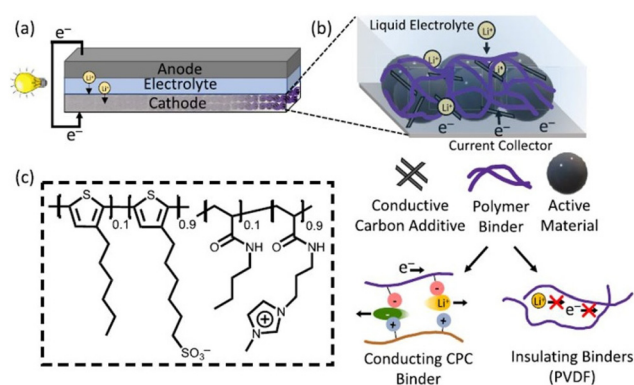 (a)
e⁻
Anode
Li⁺
Electrolyte
Li⁺
Cathode
e⁻
(b)
Liquid Electrolyte
Li⁺
Li⁺
Li⁺
Li⁺
e⁻
e⁻
e⁻
Current Collector
Conductive
Carbon Additive
Polymer
Binder
Active
Material
(c)
S
S
0.1
0.9
0.1
0.9
O
NH
O
NH
N
⊕
N
SO₃⁻
e⁻
-
-
Li⁺
+
+
Conducting CPC
Binder
Li⁺
e⁻
Insulating Binders
(PVDF)